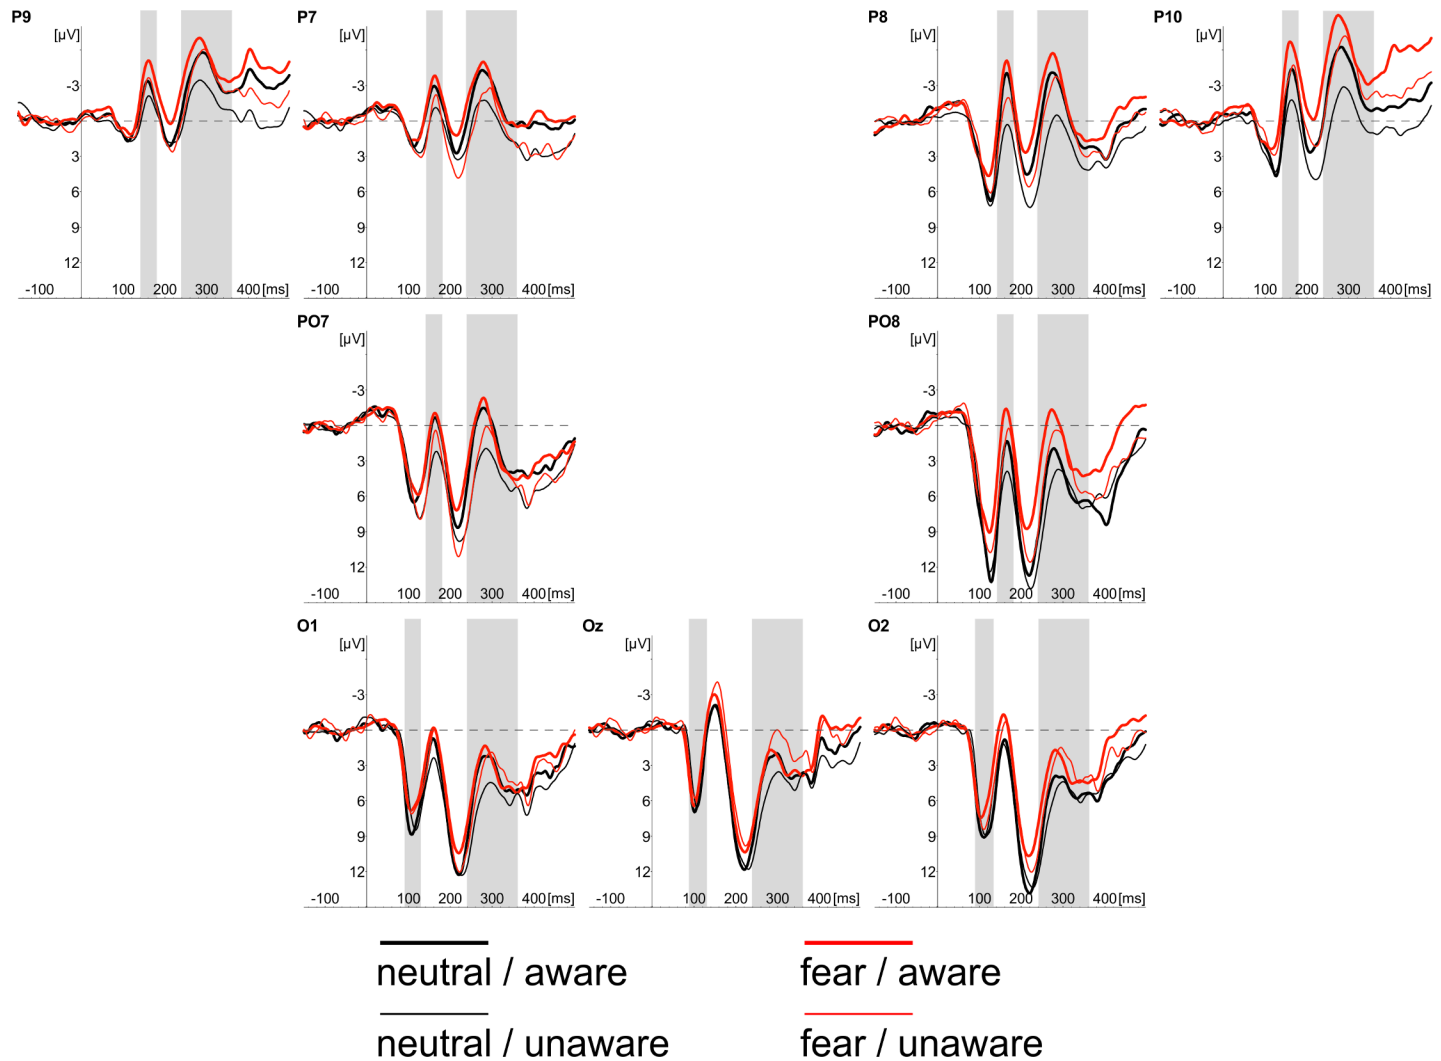 P9 P7 P8 P10
[µV] [µV] [µV] [µV]
-3 -3 -3 -3
3 3 3 3
6 6 6 6
9 9 9 9
12 12 12 12
-100 100 200 300 400 [ms] -100 100 200 300 400 [ms] -100 100 200 300 400 [ms] -100 100 200 300 400 [ms]
PO7 PO8
[µV] [µV]
-3 -3
3 3
6 6
9 9
12 12
-100 100 200 300 400 [ms] -100 100 200 300 400 [ms]
O1 Oz O2
[µV] [µV] [µV]
-3 -3 -3
3 3 3
6 6 6
9 9 9
12 12 12
-100 100 200 300 400 [ms] -100 100 200 300 400 [ms] -100 100 200 300 400 [ms]
neutral / aware fear / aware
neutral / unaware fear / unaware